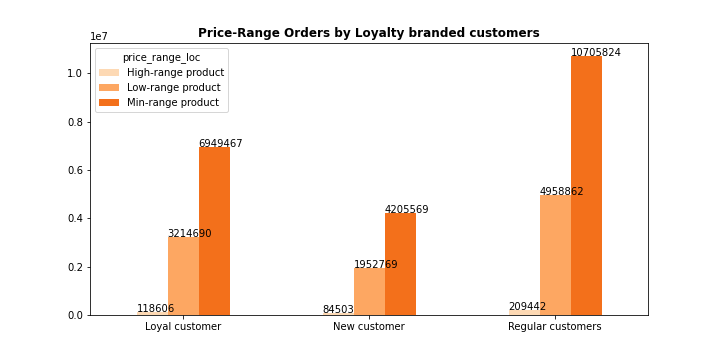 Price-Range Orders by Loyalty branded customers
1e7
price_range_loc
High-range product
Low-range product
Min-range product
1.0
0.8
0.6
0.4
0.2
0.0
118606
3214690
6949467
84503
1952769
4205569
209442
4958862
10705824
Loyal customer
New customer
Regular customers